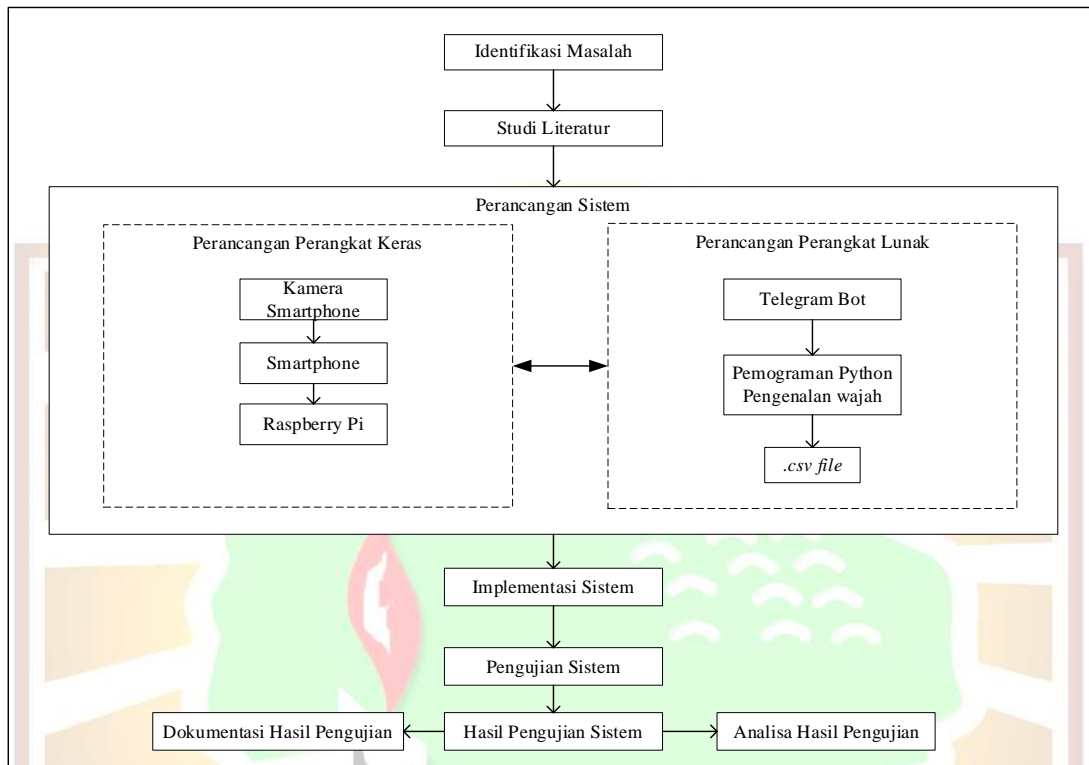 Identifikasi Masalah
Studi Literatur
Perancangan Sistem
Perancangan Perangkat Keras
Kamera
Smartphone
Smartphone
Raspberry Pi
Perancangan Perangkat Lunak
Telegram Bot
Pemograman Python
Pengenalan wajah
.csv file
Implementasi Sistem
Pengujian Sistem
Dokumentasi Hasil Pengujian
Hasil Pengujian Sistem
Analisa Hasil Pengujian